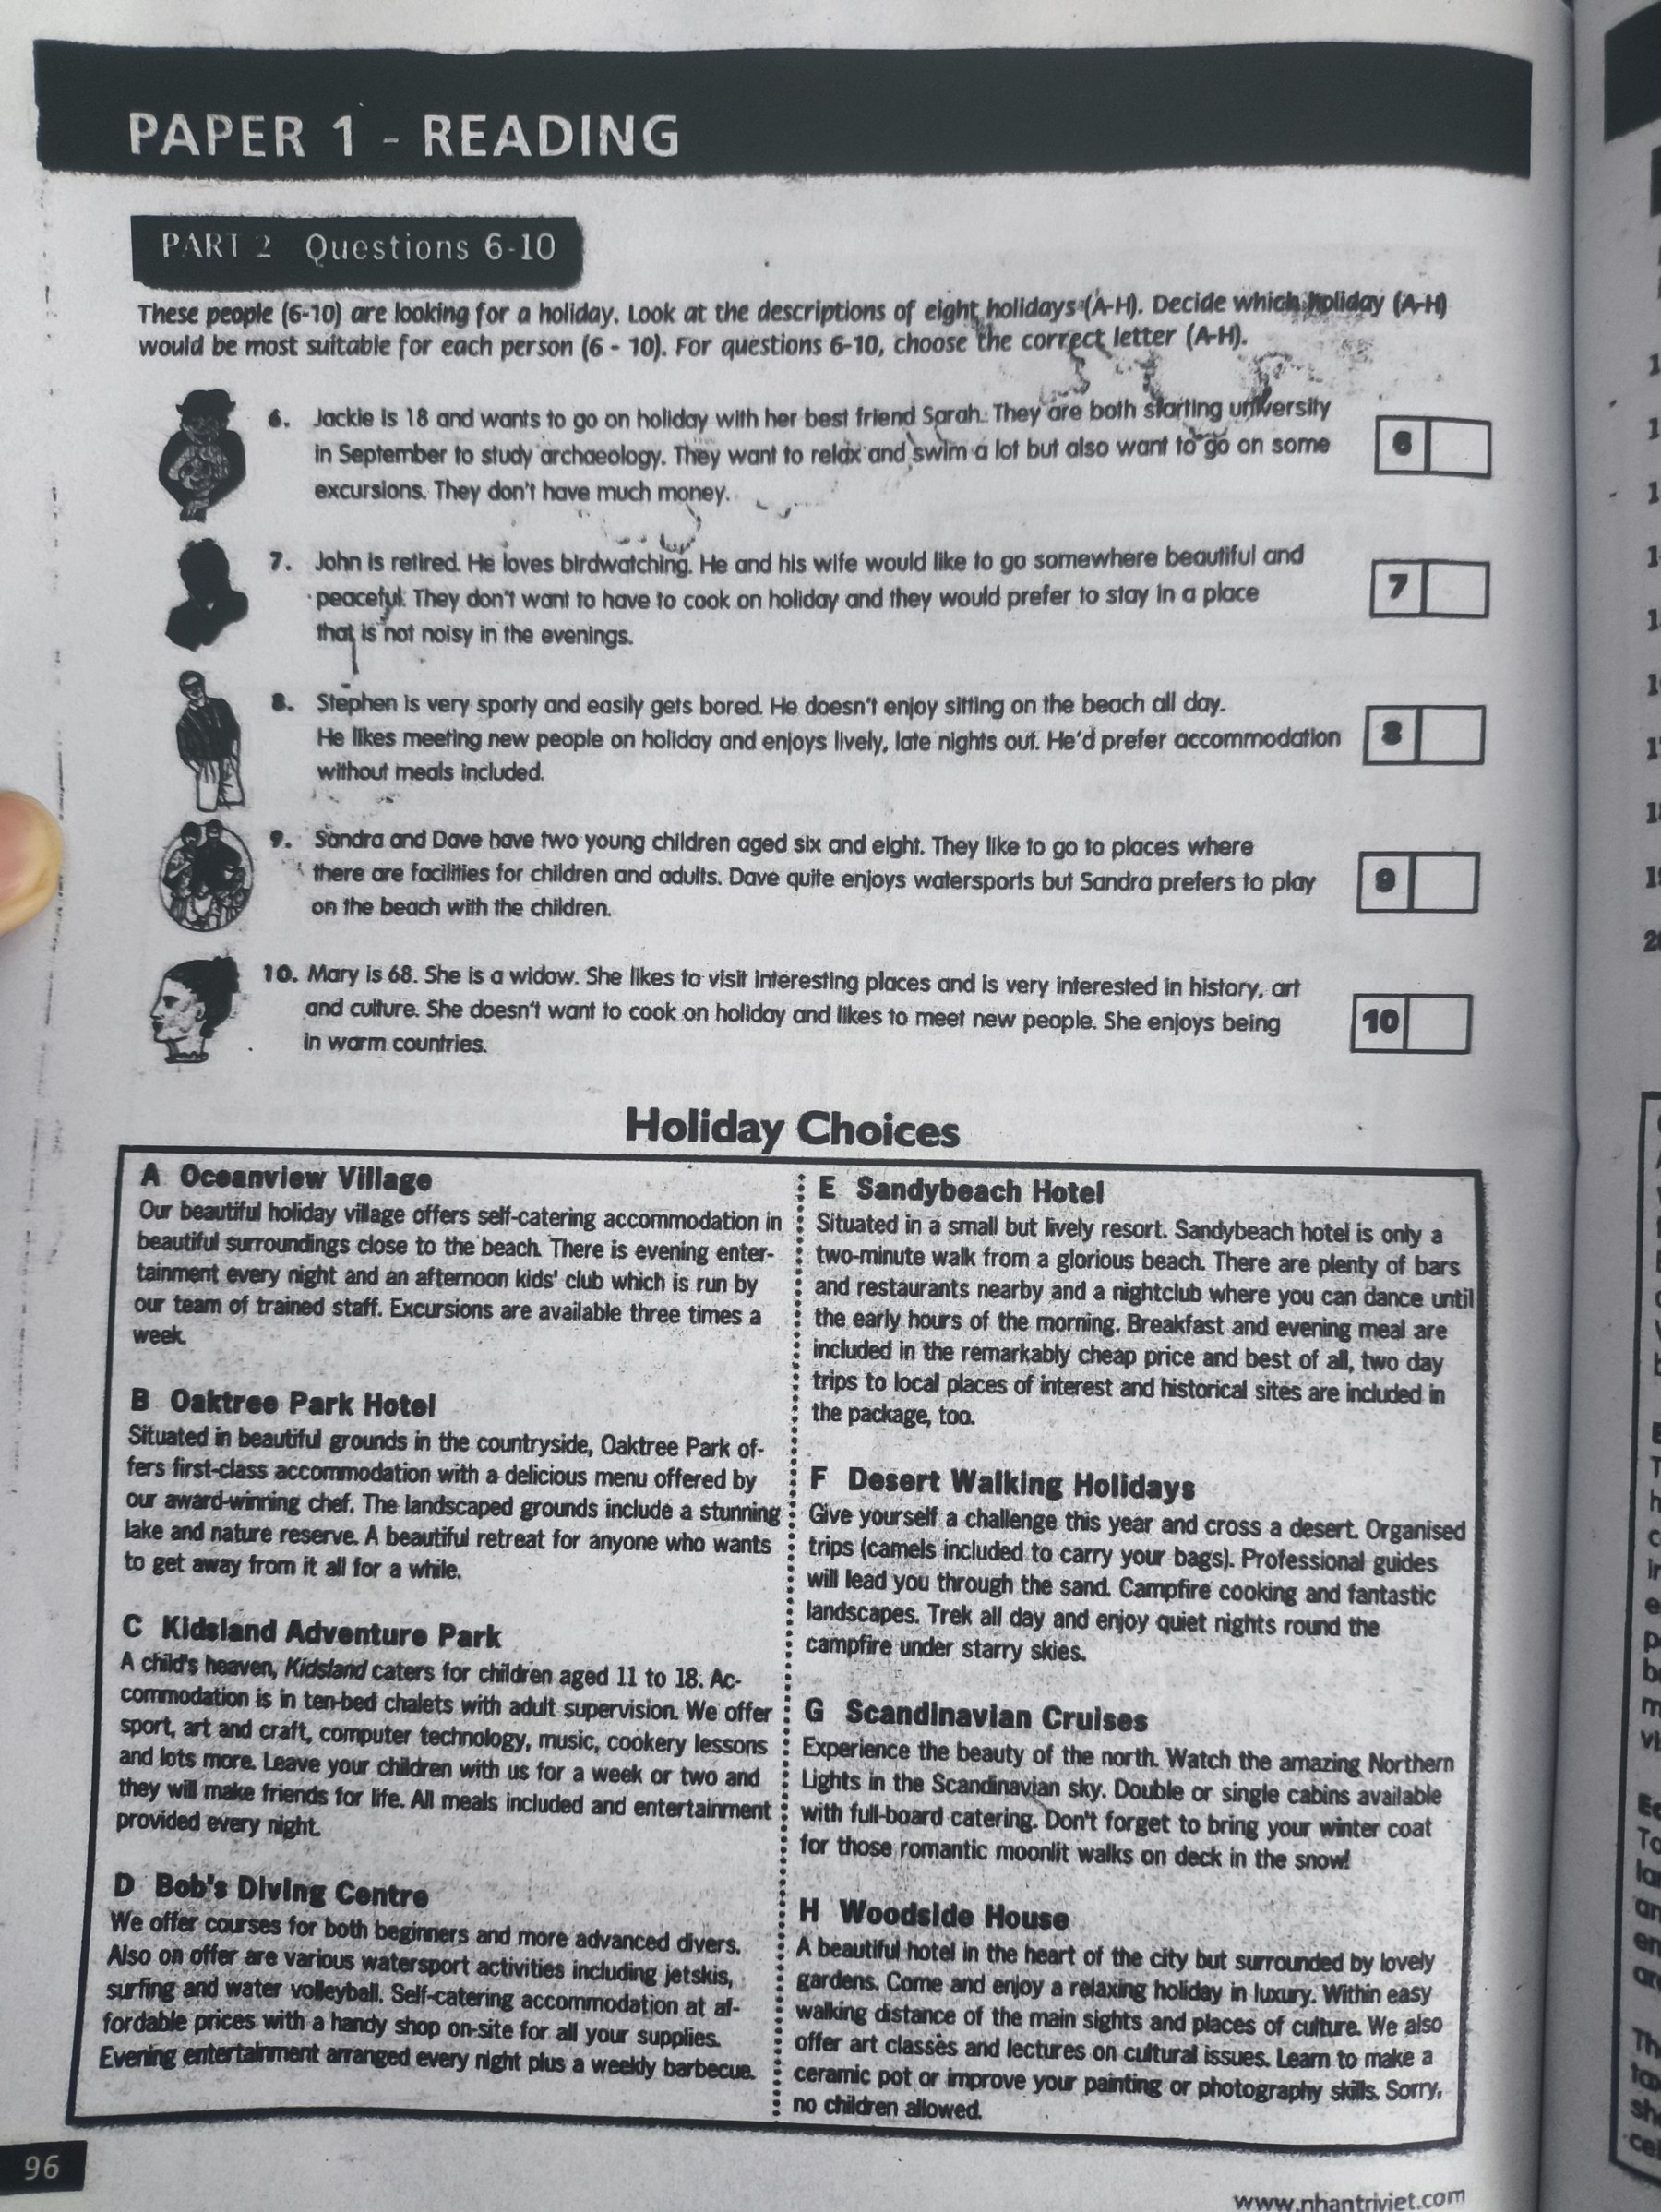 PAPER 1 - READING
PART 2 Questions 6-10
These people (6-10) are looking for a holiday. Look at the descriptions of eight holidays (A-H). Decide which holiday (A-H)
would be most suitable for each person (6 - 10). For questions 6-10, choose the correct letter (A-H).
6. Jackie is 18 and wants to go on holiday with her best friend Sarah. They are both starting university
in September to study archaeology. They want to relax and swim a lot but also want to go on some
excursions. They don't have much money.
6
7. John is retired. He loves birdwatching. He and his wife would like to go somewhere beautiful and
peaceful. They don't want to have to cook on holiday and they would prefer to stay in a place
that is not noisy in the evenings.
7
8. Stephen is very sporty and easily gets bored. He doesn't enjoy sitting on the beach all day.
He likes meeting new people on holiday and enjoys lively, late nights out. He'd prefer accommodation
without meals included.
8
9. Sandra and Dave have two young children aged six and eight. They like to go to places where
there are facilities for children and adults. Dave quite enjoys watersports but Sandra prefers to play
on the beach with the children.
9
10. Mary is 68. She is a widow. She likes to visit interesting places and is very interested in history, art
and culture. She doesn't want to cook on holiday and likes to meet new people. She enjoys being
in warm countries.
10
Holiday Choices
A Oceanview Village
Our beautiful holiday village offers self-catering accommodation in
beautiful surroundings close to the beach. There is evening enter-
tainment every night and an afternoon kids' club which is run by
our team of trained staff. Excursions are available three times a
week.
B Oaktree Park Hotel
Situated in beautiful grounds in the countryside, Oaktree Park of-
fers first-class accommodation with a delicious menu offered by
our award-winning chef. The landscaped grounds include a stunning
lake and nature reserve. A beautiful retreat for anyone who wants
to get away from it all for a while.
C Kidsland Adventure Park
A child's heaven, Kidsland caters for children aged 11 to 18. Ac-
commodation is in ten-bed chalets with adult supervision. We offer
sport, art and craft, computer technology, music, cookery lessons
and lots more. Leave your children with us for a week or two and
they will make friends for life. All meals included and entertainment
provided every night.
D Bob's Diving Centre
We offer courses for both beginners and more advanced divers.
Also on offer are various watersport activities including jetskis,
surfing and water volleyball. Self-catering accommodation at af-
fordable prices with a handy shop on-site for all your supplies.
Evening entertainment arranged every night plus a weekly barbecue.
E Sandybeach Hotel
Situated in a small but lively resort. Sandybeach hotel is only a
two-minute walk from a glorious beach. There are plenty of bars
and restaurants nearby and a nightclub where you can dance until
the early hours of the morning. Breakfast and evening meal are
included in the remarkably cheap price and best of all, two day
trips to local places of interest and historical sites are included in
the package, too.
F Desert Walking Holidays
Give yourself a challenge this year and cross a desert. Organised
trips (camels included to carry your bags). Professional guides
will lead you through the sand. Campfire cooking and fantastic
landscapes. Trek all day and enjoy quiet nights round the
campfire under starry skies.
G Scandinavian Cruises
Experience the beauty of the north. Watch the amazing Northern
Lights in the Scandinavian sky. Double or single cabins available
with full-board catering. Don't forget to bring your winter coat
for those romantic moonlit walks on deck in the snow!
H Woodside House
A beautiful hotel in the heart of the city but surrounded by lovely
gardens. Come and enjoy a relaxing holiday in luxury. Within easy
walking distance of the main sights and places of culture. We also
offer art classes and lectures on cultural issues. Learn to make a
ceramic pot or improve your painting or photography skills. Sorry,
no children allowed.
96
www.nhantriviet.com